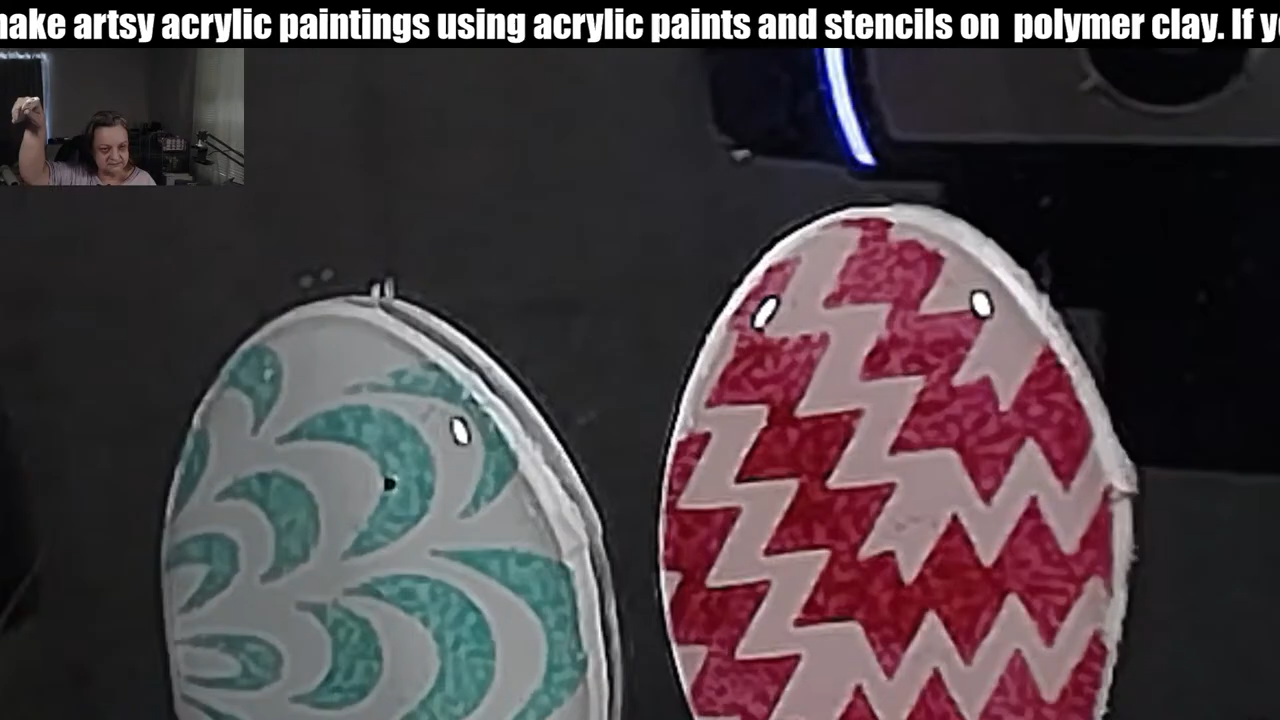 make artsy acrylic paintings using acrylic paints and stencils on polymer clay. If